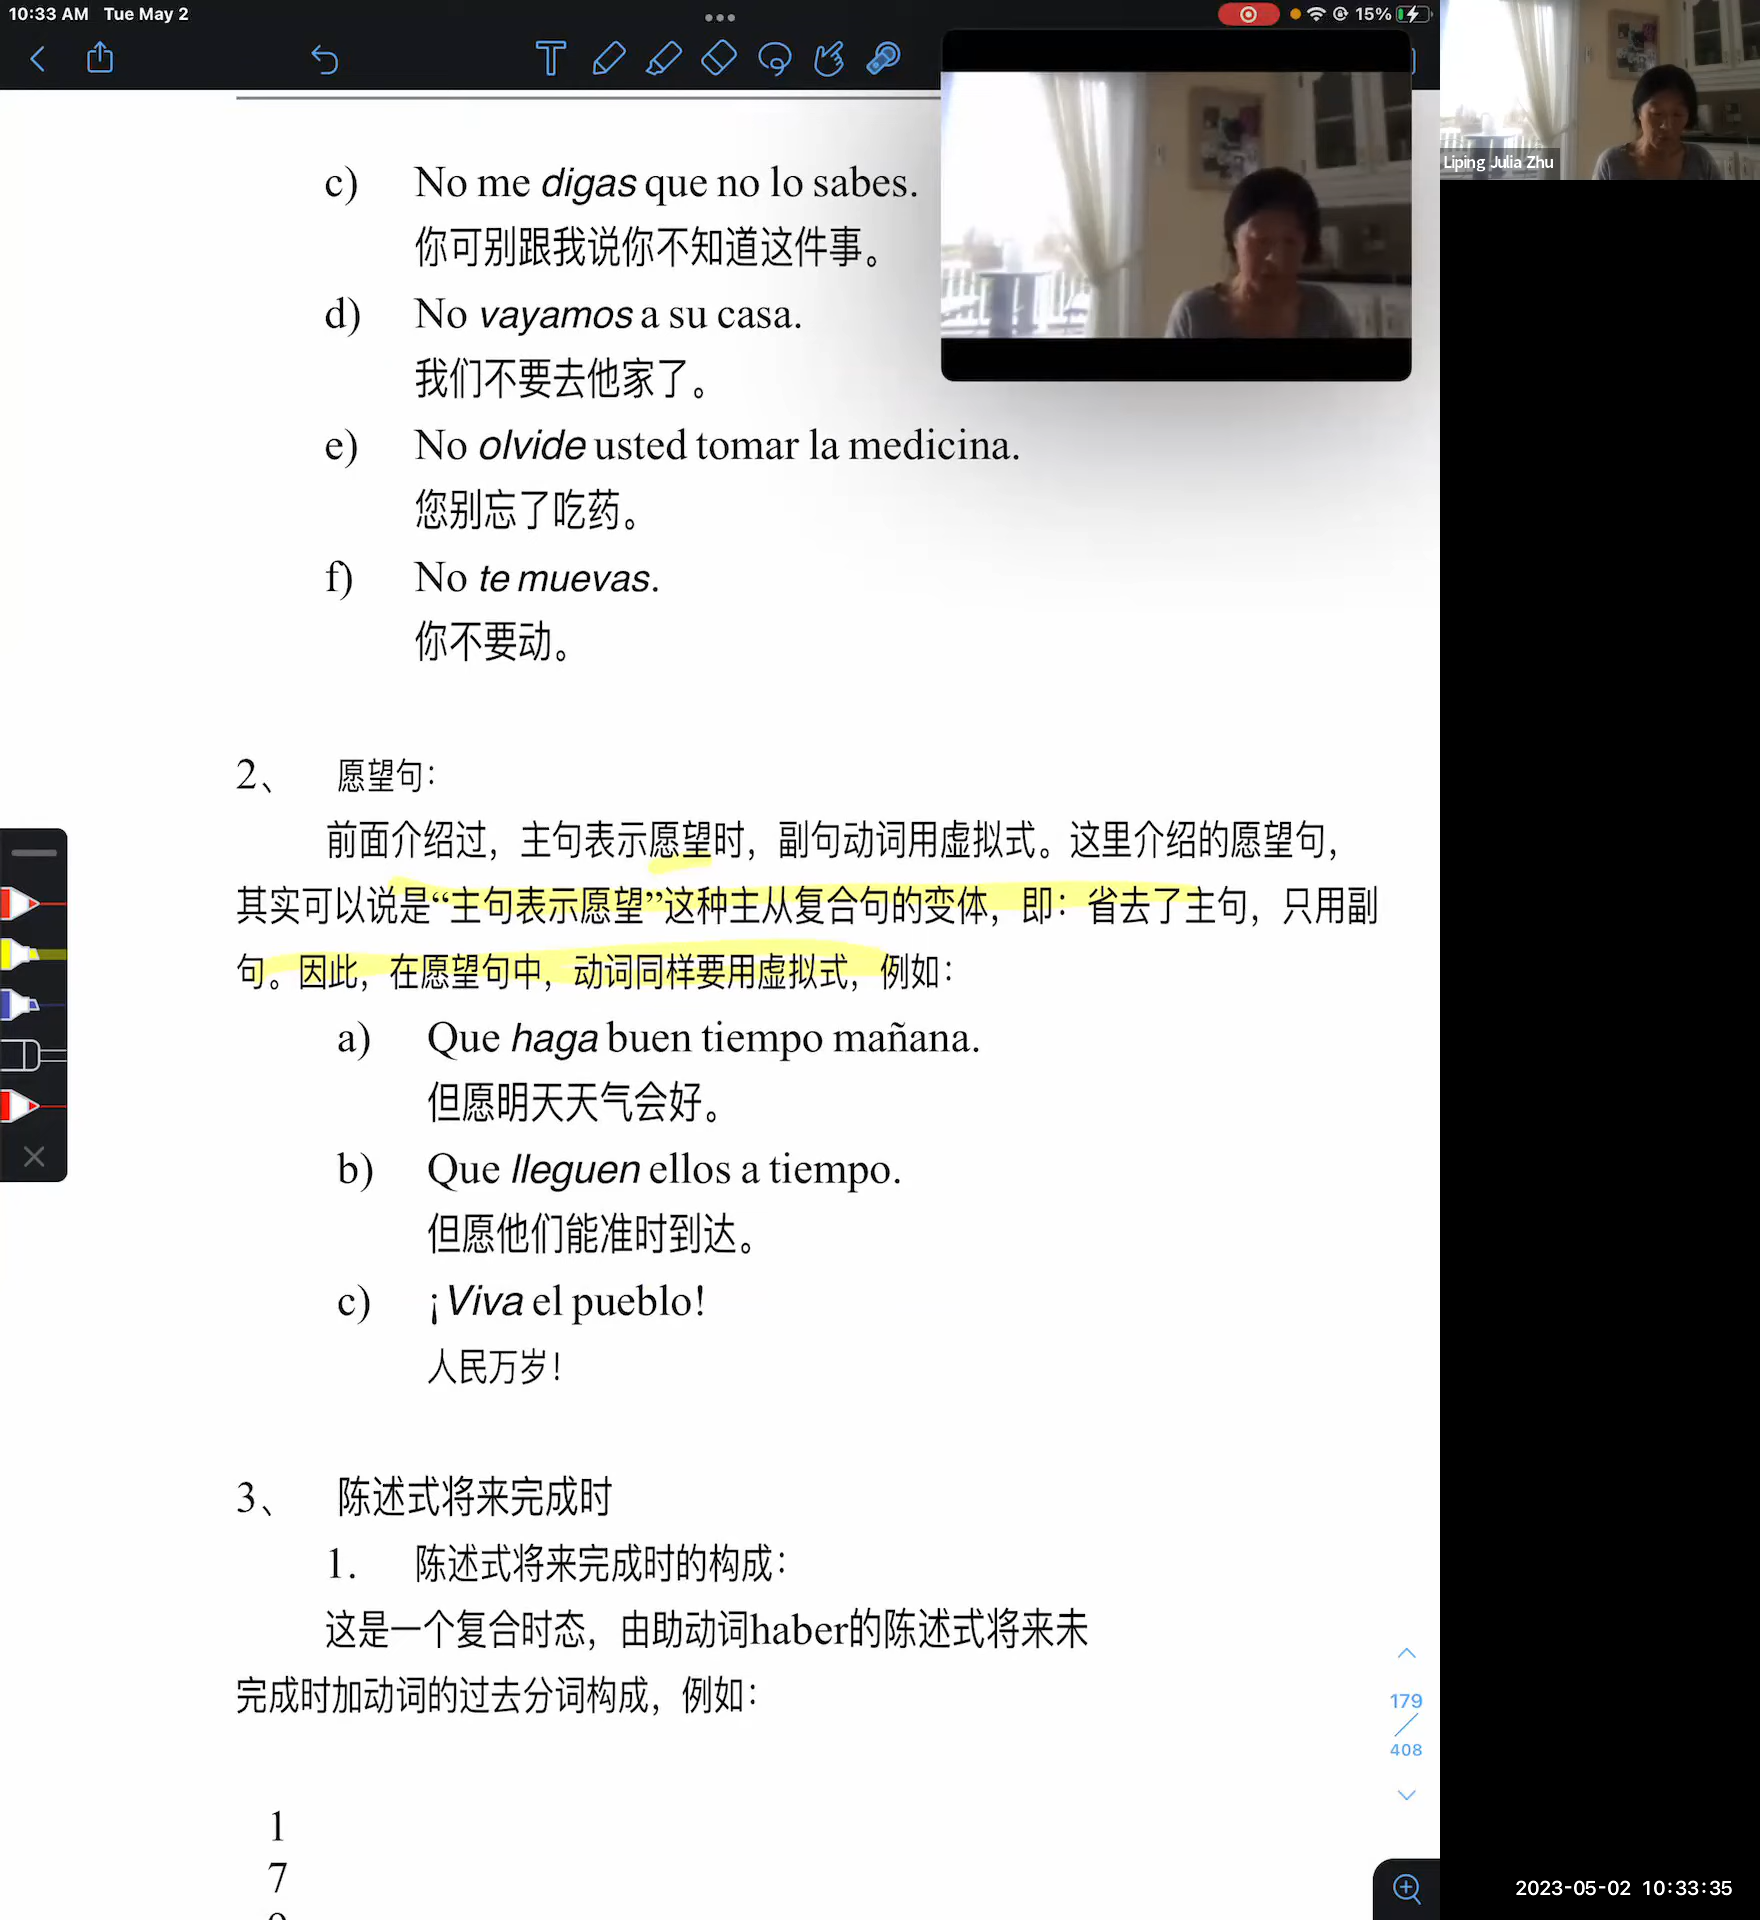 10:33 AM Tue May 2
15%
Liping Julia Zhu
c) No me digas que no lo sabes.
你可别跟我说你不知道这件事。
d) No vayamos a su casa.
我们不要去他家了。
e) No olvide usted tomar la medicina.
您别忘了吃药。
f) No te muevas.
你不要动。
2、 愿望句：
前面介绍过，主句表示愿望时，副句动词用虚拟式。这里介绍的愿望句，
其实可以说是“主句表示愿望”这种主从复合句的变体，即：省去了主句，只用副
句。因此，在愿望句中，动词同样要用虚拟式，例如：
a) Que haga buen tiempo mañana.
但愿明天天气会好。
b) Que lleguen ellos a tiempo.
但愿他们能准时到达。
c) ¡Viva el pueblo!
人民万岁！
3、 陈述式将来完成时
1. 陈述式将来完成时的构成：
这是一个复合时态，由助动词haber的陈述式将来未
完成时加动词的过去分词构成，例如：
179
408
1
7
2023-05-02 10:33:35